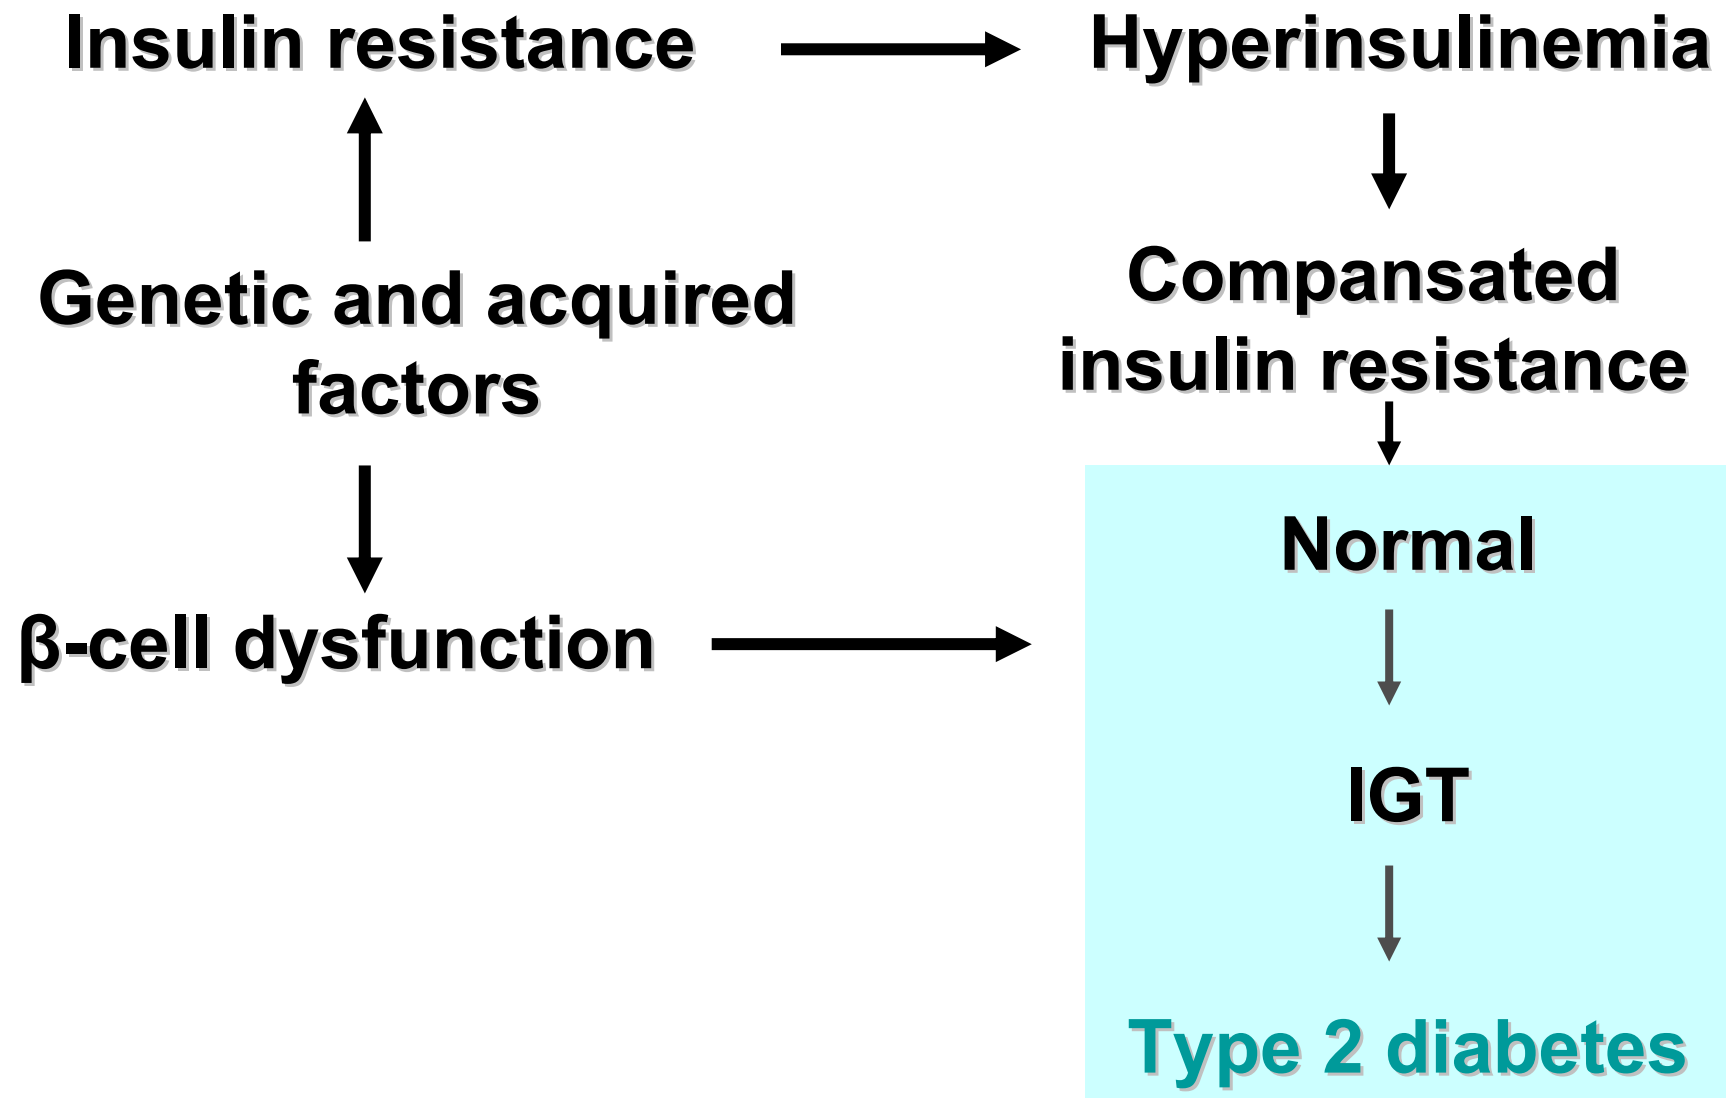 Insulin resistance
Hyperinsulinemia
Genetic and acquired
factors
Compansated
insulin resistance
Normal
β-cell dysfunction
IGT
Type 2 diabetes